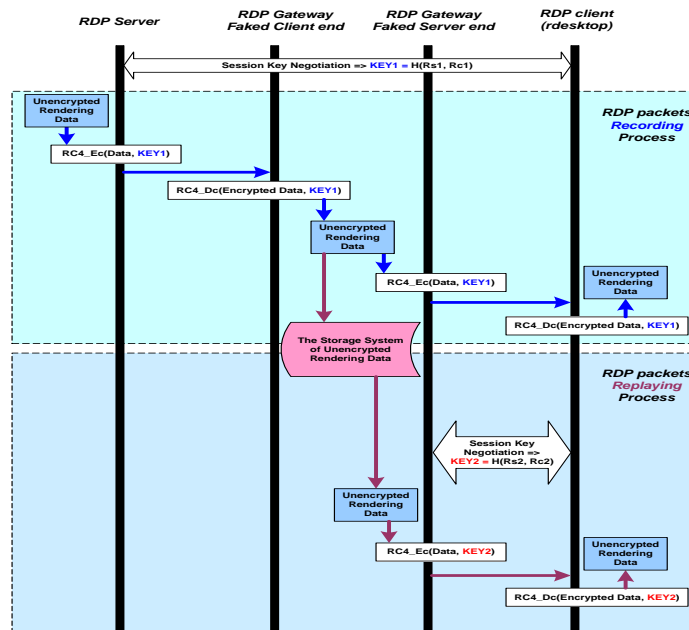 RDP Server
RDP Gateway
Faked Client end
RDP Gateway
Faked Server end
RDP client
(rdesktop)
Session Key Negotiation => KEY1 = H(Rs1, Rc1)
Unencrypted
Rendering
Data
RDP packets
Recording
Process
RC4_Ec(Data, KEY1)
RC4_Dc(Encrypted Data, KEY1)
Unencrypted
Rendering
Data
RC4_Ec(Data, KEY1)
Unencrypted
Rendering
Data
RC4_Dc(Encrypted Data, KEY1)
The Storage System
of Unencrypted
Rendering Data
RDP packets
Replaying
Process
Session Key
Negotiation =>
KEY2 = H(Rs2, Rc2)
Unencrypted
Rendering
Data
RC4_Ec(Data, KEY2)
Unencrypted
Rendering
Data
RC4_Dc(Encrypted Data, KEY2)